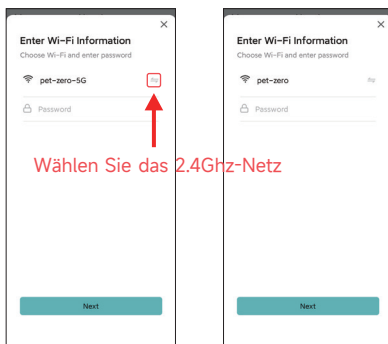 Enter Wi-Fi Information
Choose Wi-Fi and enter password
pet-zero-5G
Password
Next
Enter Wi-Fi Information
Choose Wi-Fi and enter password
pet-zero
Password
Next
Wählen Sie das 2.4Ghz-Netz